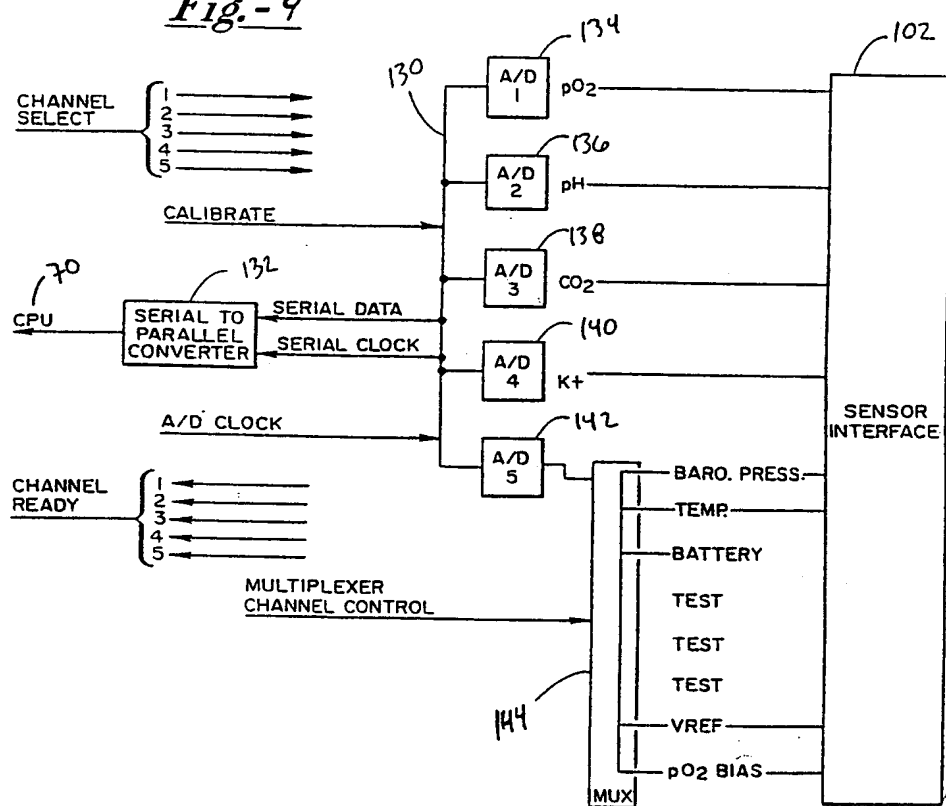 Fig.-9
134
102
130
A/D
1
pO2
CHANNEL
SELECT
1
2
3
4
5
136
A/D
2
pH
CALIBRATE
138
A/D
3
CO2
70
132
CPU
SERIAL TO
PARALLEL
CONVERTER
SERIAL DATA
SERIAL CLOCK
140
A/D
4
K+
SENSOR
INTERFACE
A/D CLOCK
142
A/D
5
CHANNEL
READY
1
2
3
4
5
BARO. PRESS.
TEMP.
BATTERY
MULTIPLEXER
CHANNEL CONTROL
TEST
TEST
TEST
144
VREF
pO2 BIAS
MUX